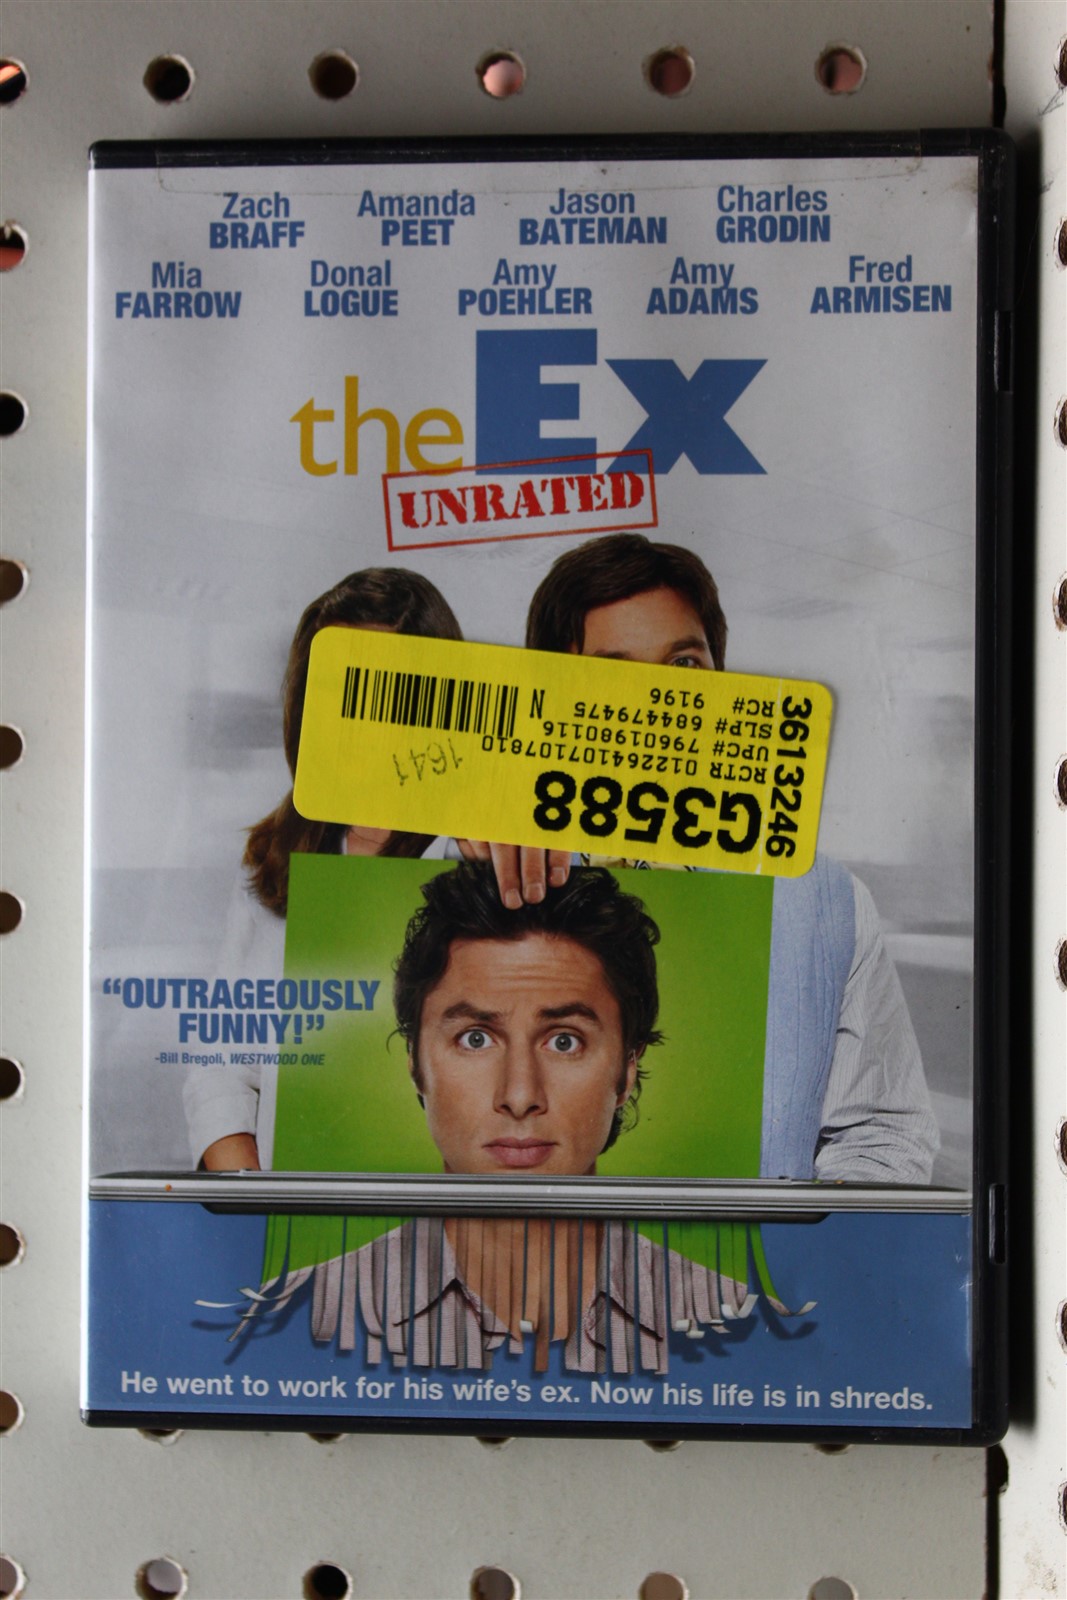 Zach Amanda Jason Charles
BRAFF PEET BATEMAN GRODIN
Mia Donal Amy Amy Fred
FARROW LOGUE POEHLER ADAMS ARMISEN
the Ex
UNRATED
3613246
G3588
RCTR 012264107107810
UPC# 79601980116
SLP# 684479475
RC# 9196
N
1641
“OUTRAGEOUSLY
FUNNY!”
-Bill Bregoli, WESTWOOD ONE
He went to work for his wife's ex. Now his life is in shreds.